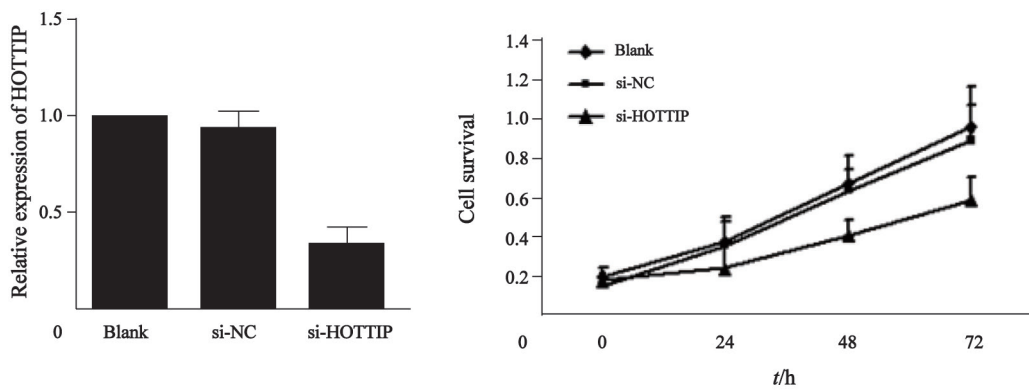 Relative expression of HOTTIP
1.5
1.0
0.5
0
Blank
si-NC
si-HOTTIP
Cell survival
1.4
1.2
1.0
0.8
0.6
0.4
0.2
0
Blank
si-NC
si-HOTTIP
0
24
48
72
t/h